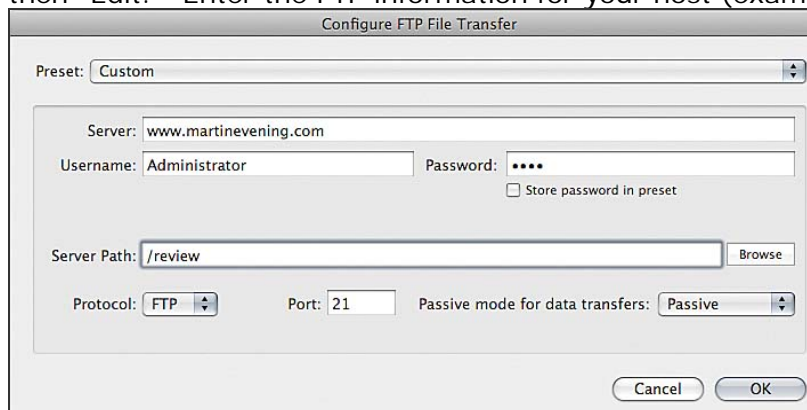 then "Edit." Enter the FTP information for your host (exam
Configure FTP File Transfer
Preset: Custom
Server: www.martinevening.com
Username: Administrator Password: ••••
Store password in preset
Server Path: /review Browse
Protocol: FTP Port: 21 Passive mode for data transfers: Passive
Cancel OK